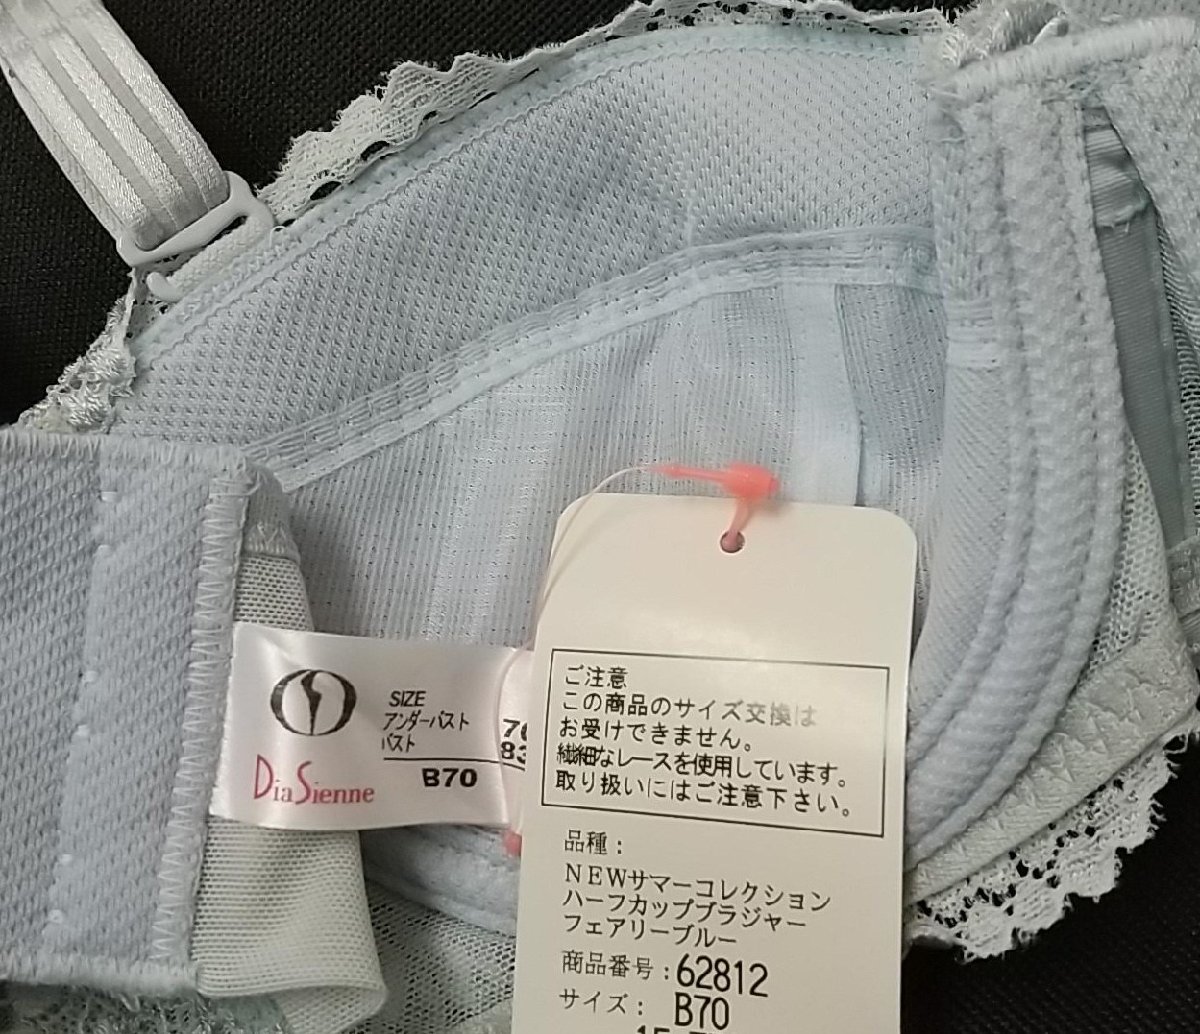 SIZE
アンダーバスト
バスト
B70
DiaSienne
ご注意
この商品のサイズ交換は
お受けできません。
繊細なレースを使用しています。
取り扱いにはご注意下さい。
品種：
NEWサマーコレクション
ハーフカップブラジャー
フェアリーブルー
商品番号：62812
サイズ： B70